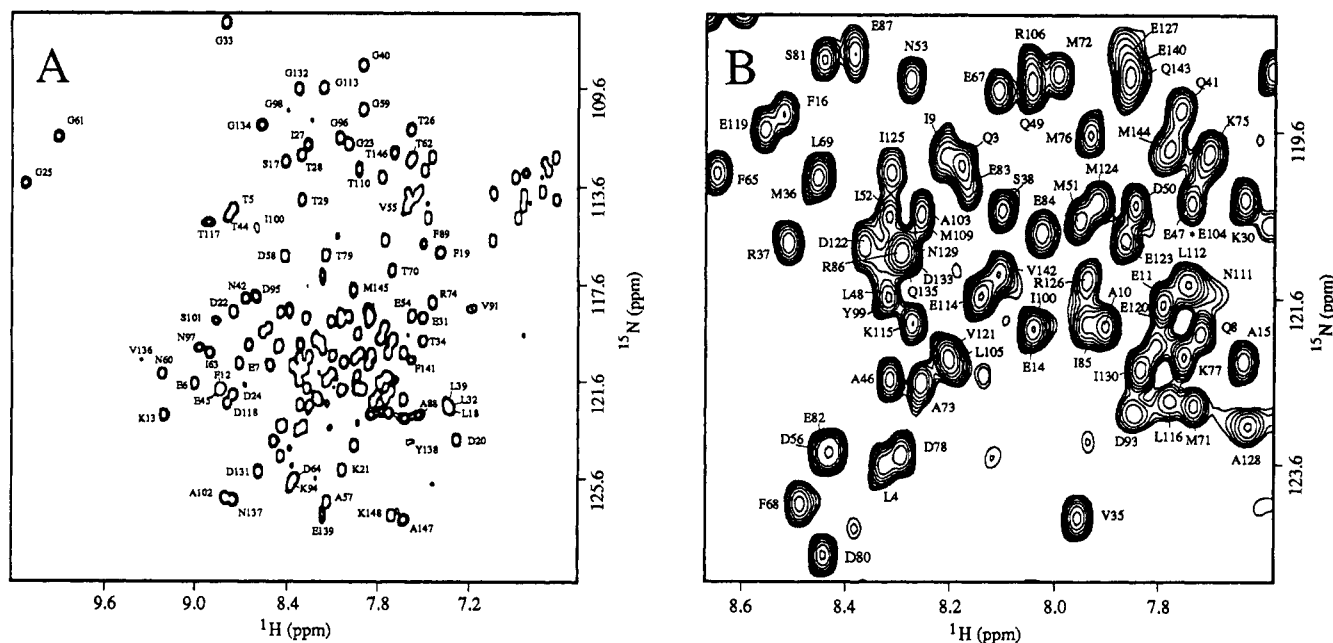 A
G33
G40
G132
G113
109.6
G98
G59
G61
G134
G96
T26
I27
G23
T62
S17
T146
G25
T28
T110
113.6
T5
T29
V55
I100
T44
T117
F89
F19
D58
T79
T70
117.6
N42
D95
M145
D22
E54
R74
V91
S101
E31
N97
T34
V136
I63
N60
E7
F141
121.6
F12
E6
D24
L39
E45
A88
L32
K13
D118
L18
Y138
D20
D131
D64
K21
K94
125.6
A102
A57
N137
K148
E139
A147
9.6
9.0
8.4
7.8
7.2
¹H (ppm)
¹⁵N (ppm)
B
E87
E127
R106
M72
E140
S81
N53
Q143
E67
Q41
F16
I9
K75
E119
Q49
M76
M144
119.6
I125
Q3
L69
E83
M124
F65
S38
M51
D50
M36
I52
E84
A103
M109
K30
R37
D122
N129
E47
E104
R86
D133
V142
E123
L112
R126
E11
N111
L48
Q135
I100
A10
Y99
E114
E120
121.6
K115
V121
Q8
A15
L105
E14
I85
K77
A46
I130
A73
E82
D56
D78
D93
L116
M71
A128
123.6
L4
F68
V35
D80
8.6
8.4
8.2
8.0
7.8
¹H (ppm)
¹⁵N (ppm)